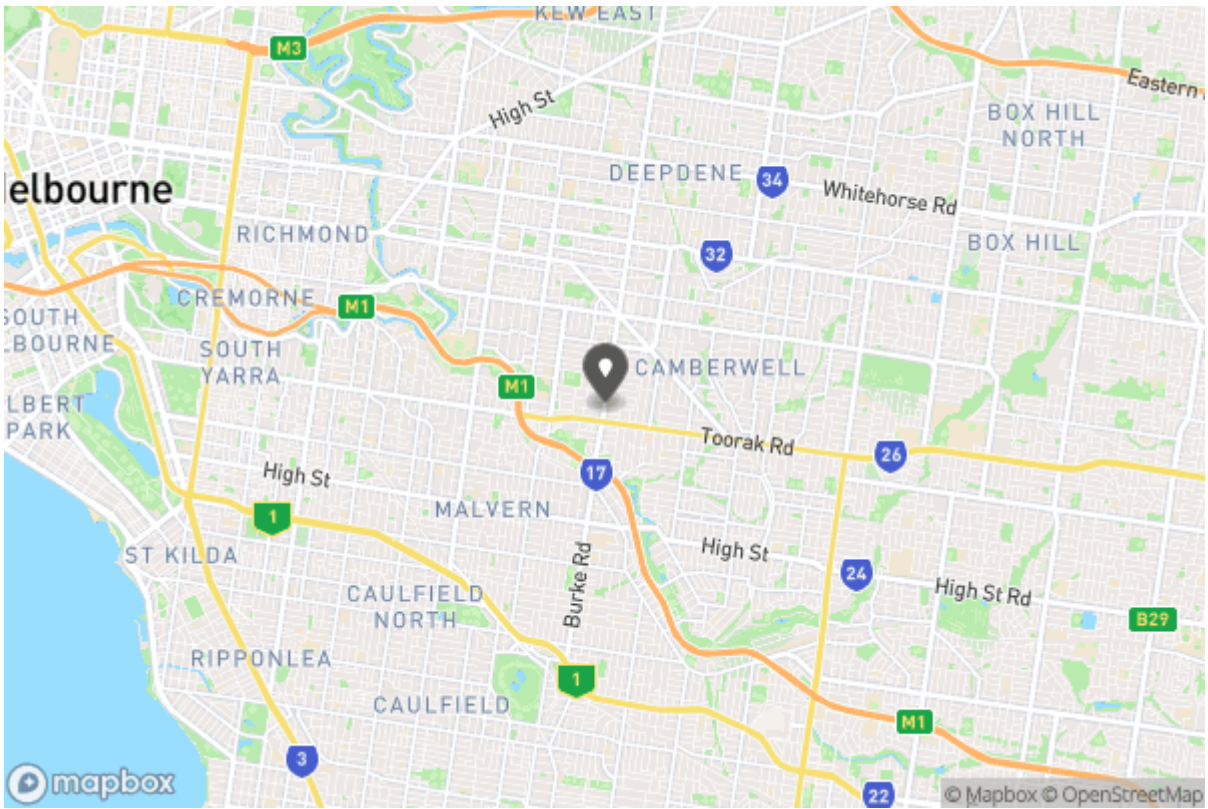 KEW EAST
M3
Eastern
High St
BOX HILL
NORTH
DEEPDENE
34
Whitehorse Rd
elbourne
RICHMOND
BOX HILL
32
CREMORNE
M1
SOUTH
LBOURNE
SOUTH
YARRA
CAMBERWELL
M1
LBERT
PARK
Toorak Rd
26
17
High St
MALVERN
1
High St
ST KILDA
24
Burke Rd
CAULFIELD
NORTH
High St Rd
B29
RIPPONLEA
1
CAULFIELD
M1
3
22
mapbox
© Mapbox © OpenStreetMap